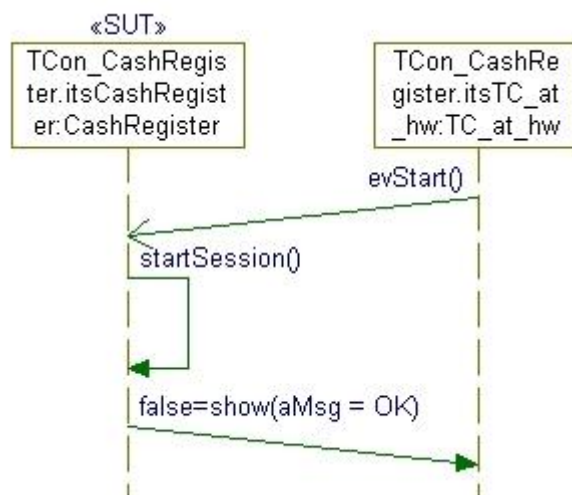 «SUT»
TCon_CashRegis
ter.itsCashRegist
er:CashRegister
TCon_CashRe
gister.itsTC_at
_hw:TC_at_hw
evStart()
startSession()
false=show(aMsg = OK)